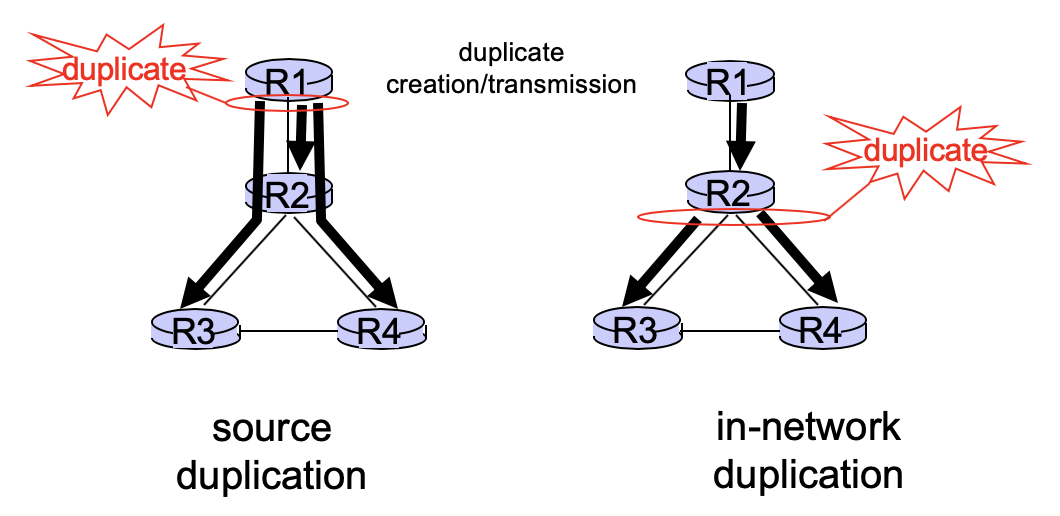 duplicate
creation/transmission
duplicate
R1
R2
R3
R4
source
duplication
R1
duplicate
R2
R3
R4
in-network
duplication